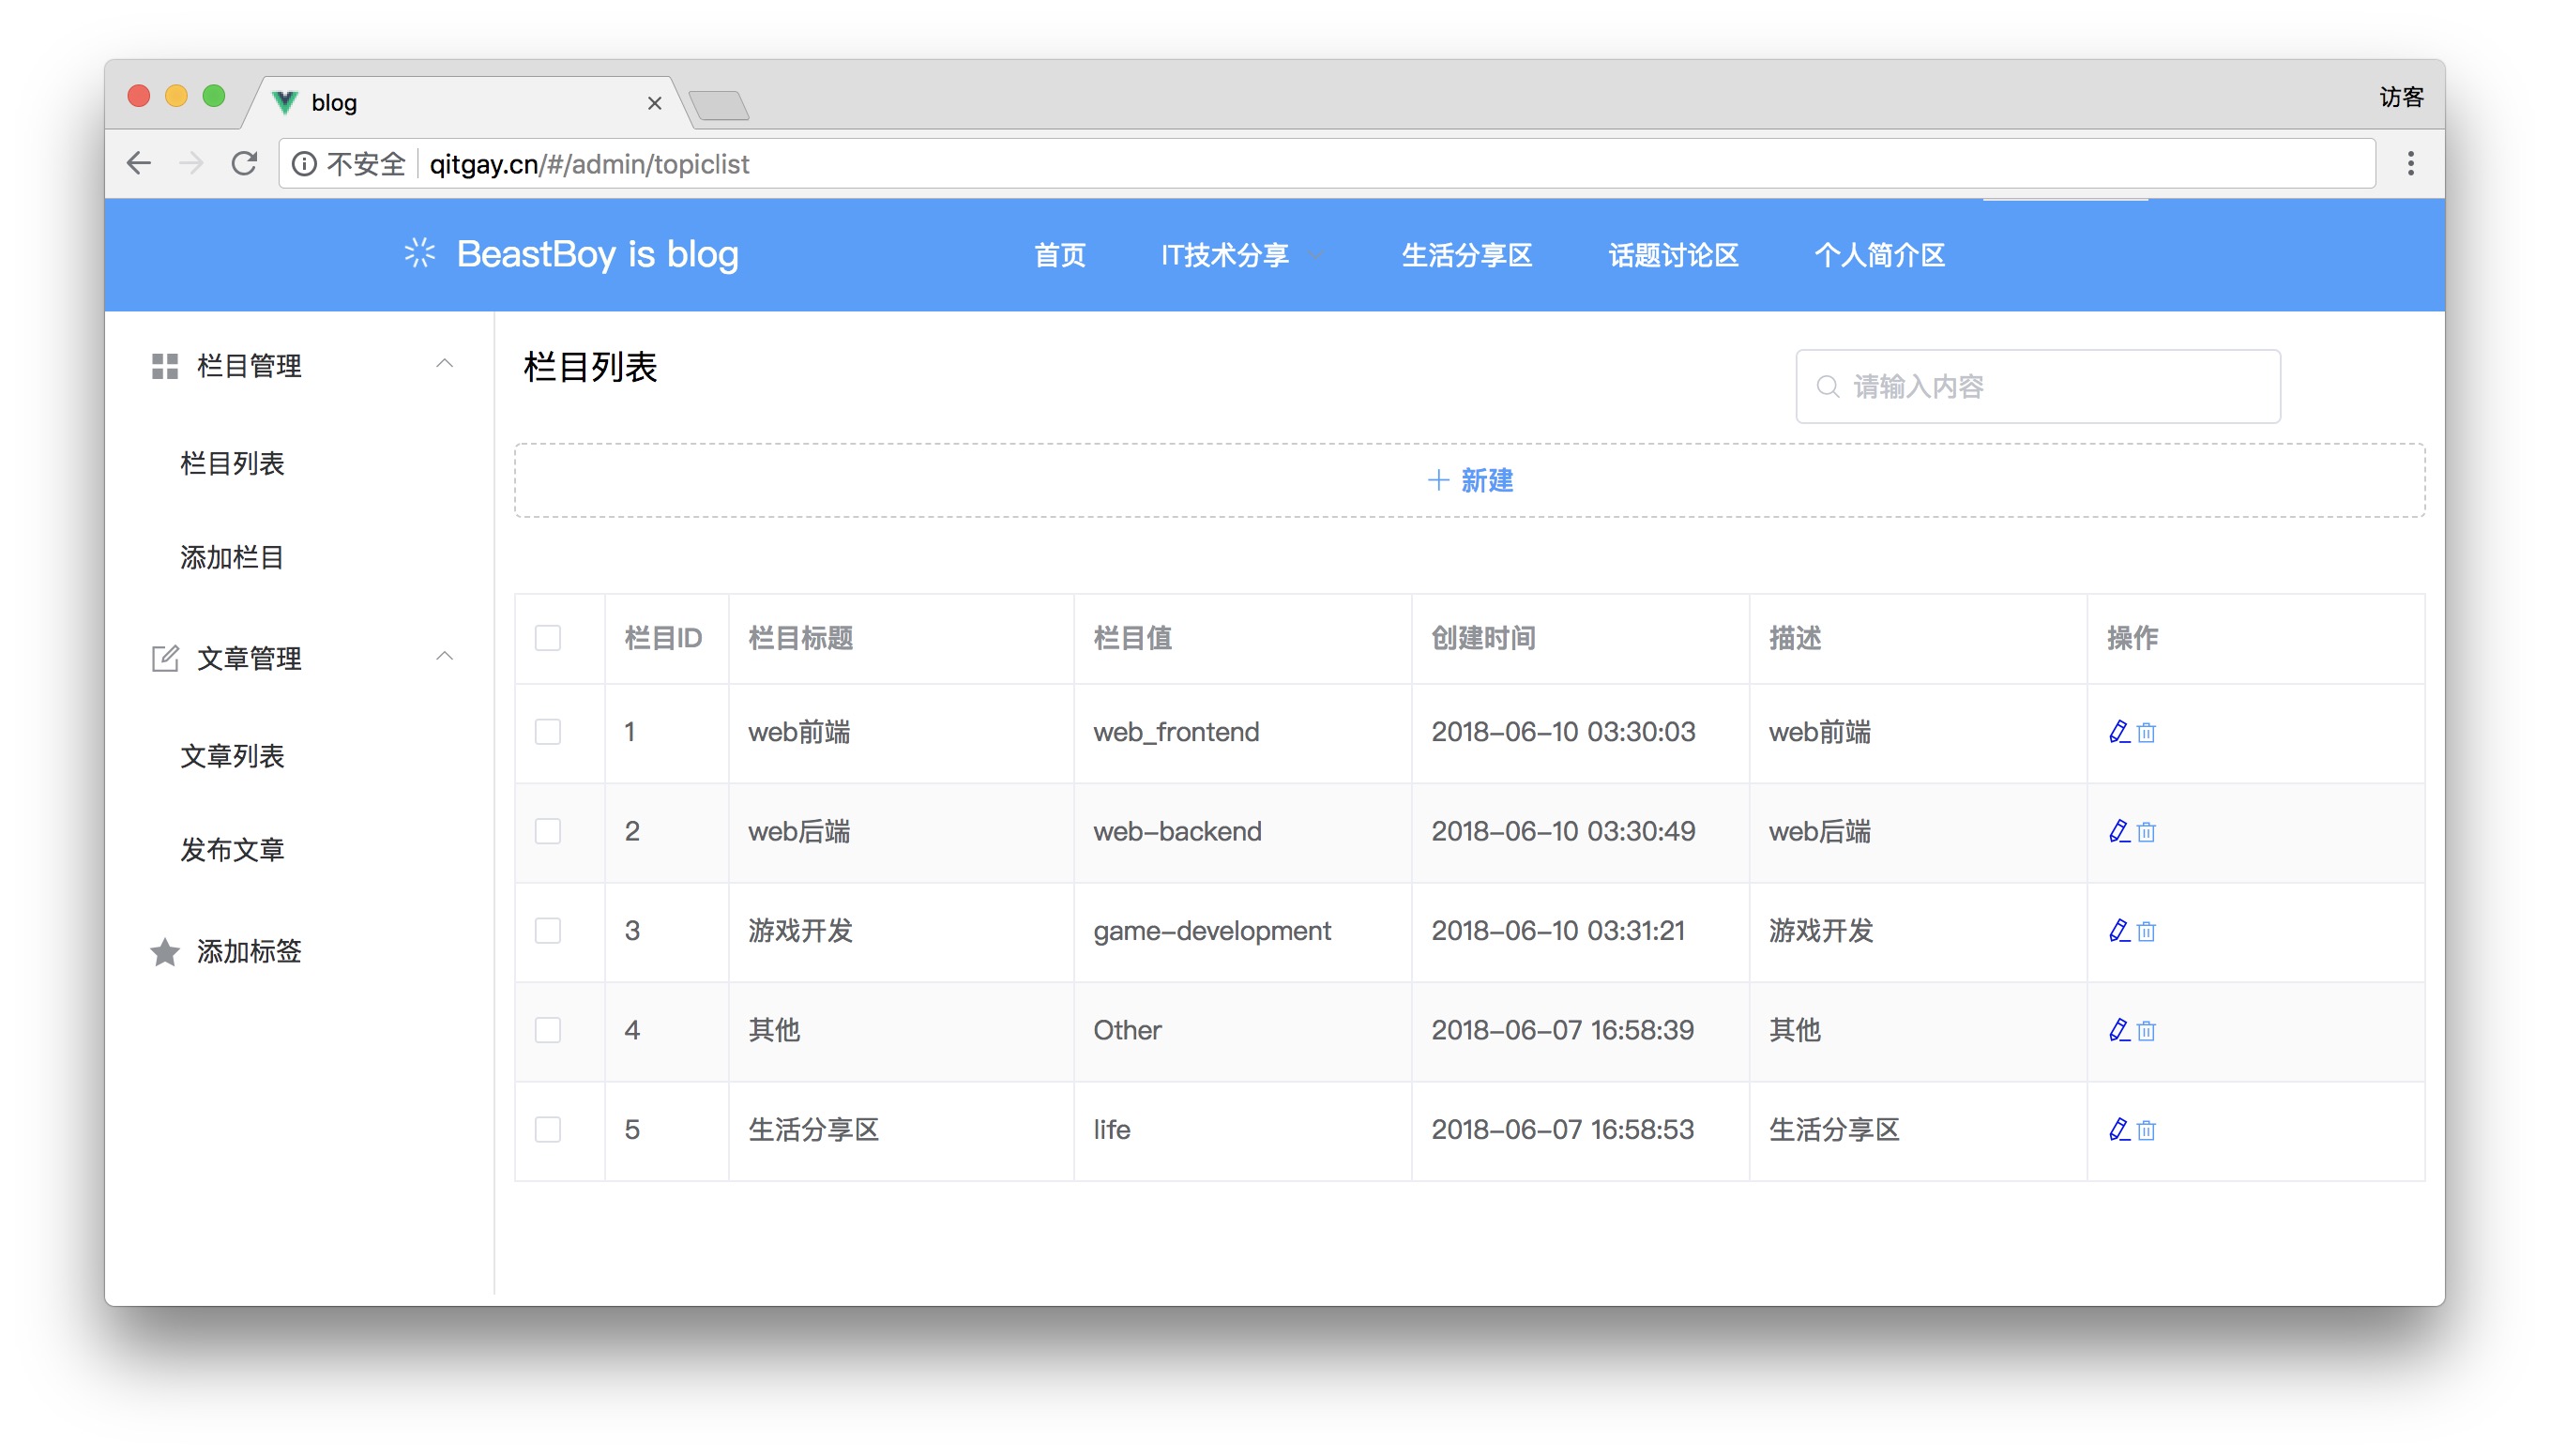 blog
访客
不安全 qitgay.cn/#/admin/topiclist
BeastBoy is blog 首页 IT技术分享 生活分享区 话题讨论区 个人简介区
栏目管理
栏目列表
添加栏目
文章管理
文章列表
发布文章
添加标签
栏目列表
请输入内容
新建
栏目ID 栏目标题 栏目值 创建时间 描述 操作
1 web前端 web_frontend 2018-06-10 03:30:03 web前端
2 web后端 web-backend 2018-06-10 03:30:49 web后端
3 游戏开发 game-development 2018-06-10 03:31:21 游戏开发
4 其他 Other 2018-06-07 16:58:39 其他
5 生活分享区 life 2018-06-07 16:58:53 生活分享区